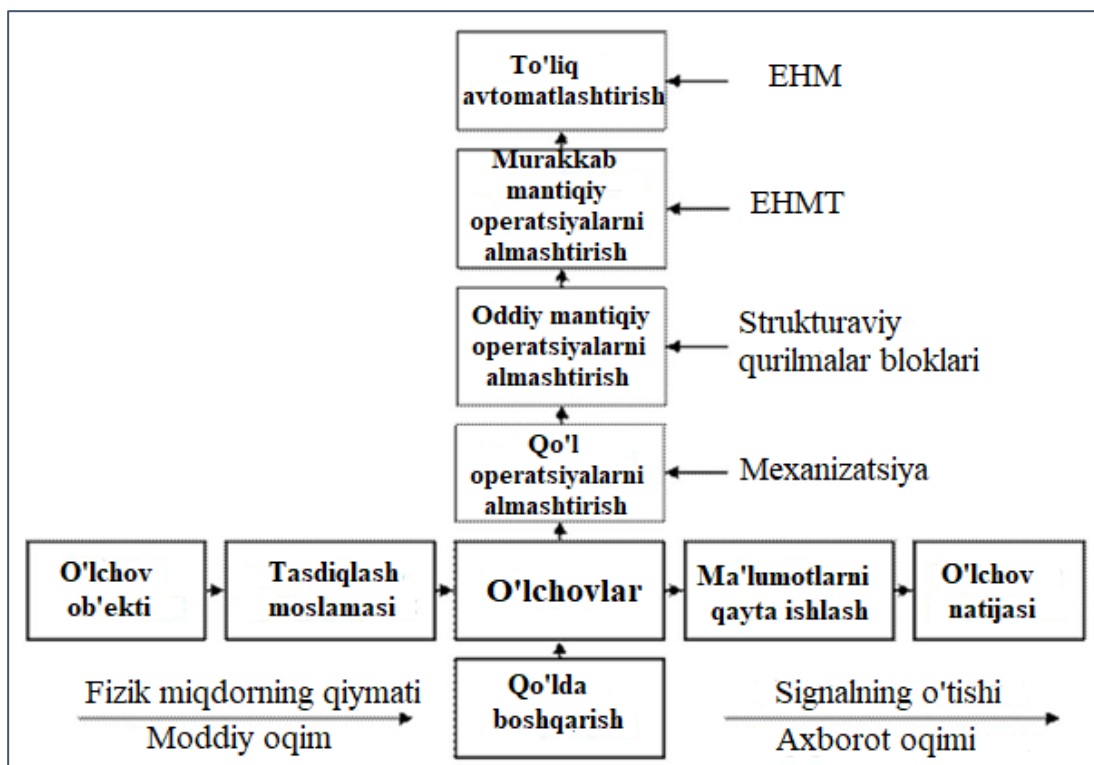 To'liq
avtomatlashtirish
EHM
Murakkab
mantiqiy
operatsiyalarni
almashtirish
EHMT
Oddiy mantiqiy
operatsiyalarni
almashtirish
Strukturaviy
qurilmalar bloklari
Qo'l
operatsiyalarni
almashtirish
Mexanizatsiya
O'lchov
ob'ekti
Tasdiqlash
moslamasi
O'lchovlar
Ma'lumotlarni
qayta ishlash
O'lchov
natijasi
Fizik miqdorning qiymati
Moddiy oqim
Qo'lda
boshqarish
Signalning o'tishi
Axborot oqimi